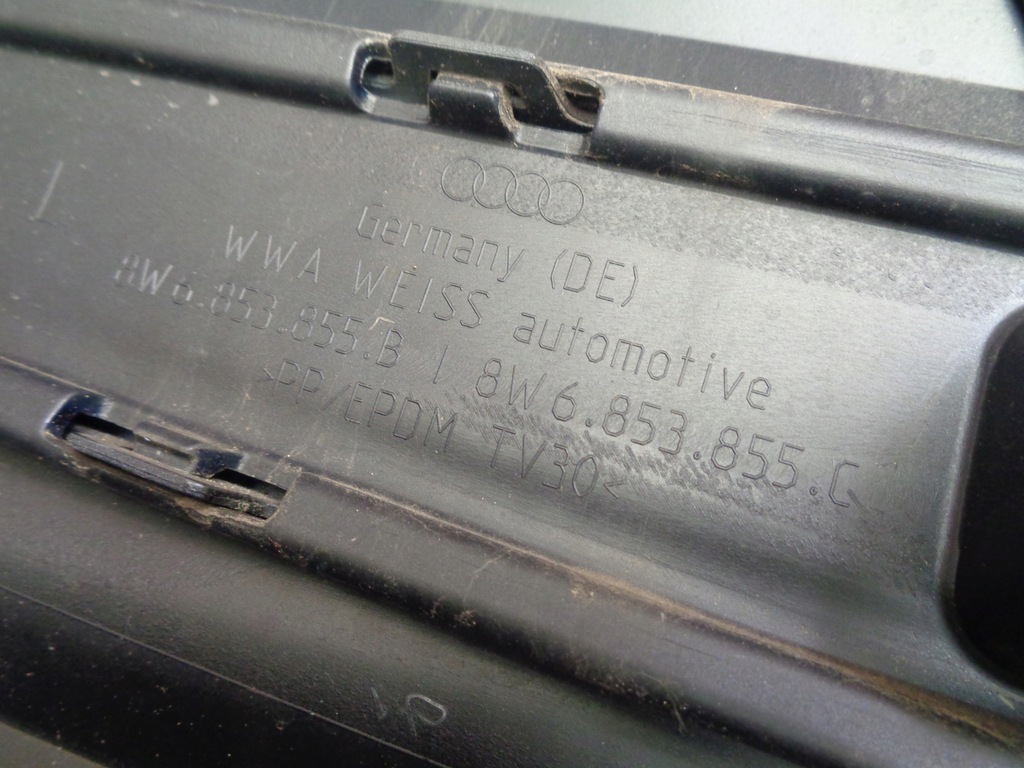 Germany (DE)
WWA WEISS automotive
8W6.853.855.B | 8W6.853.855.C
>PP/EPDM TV30<